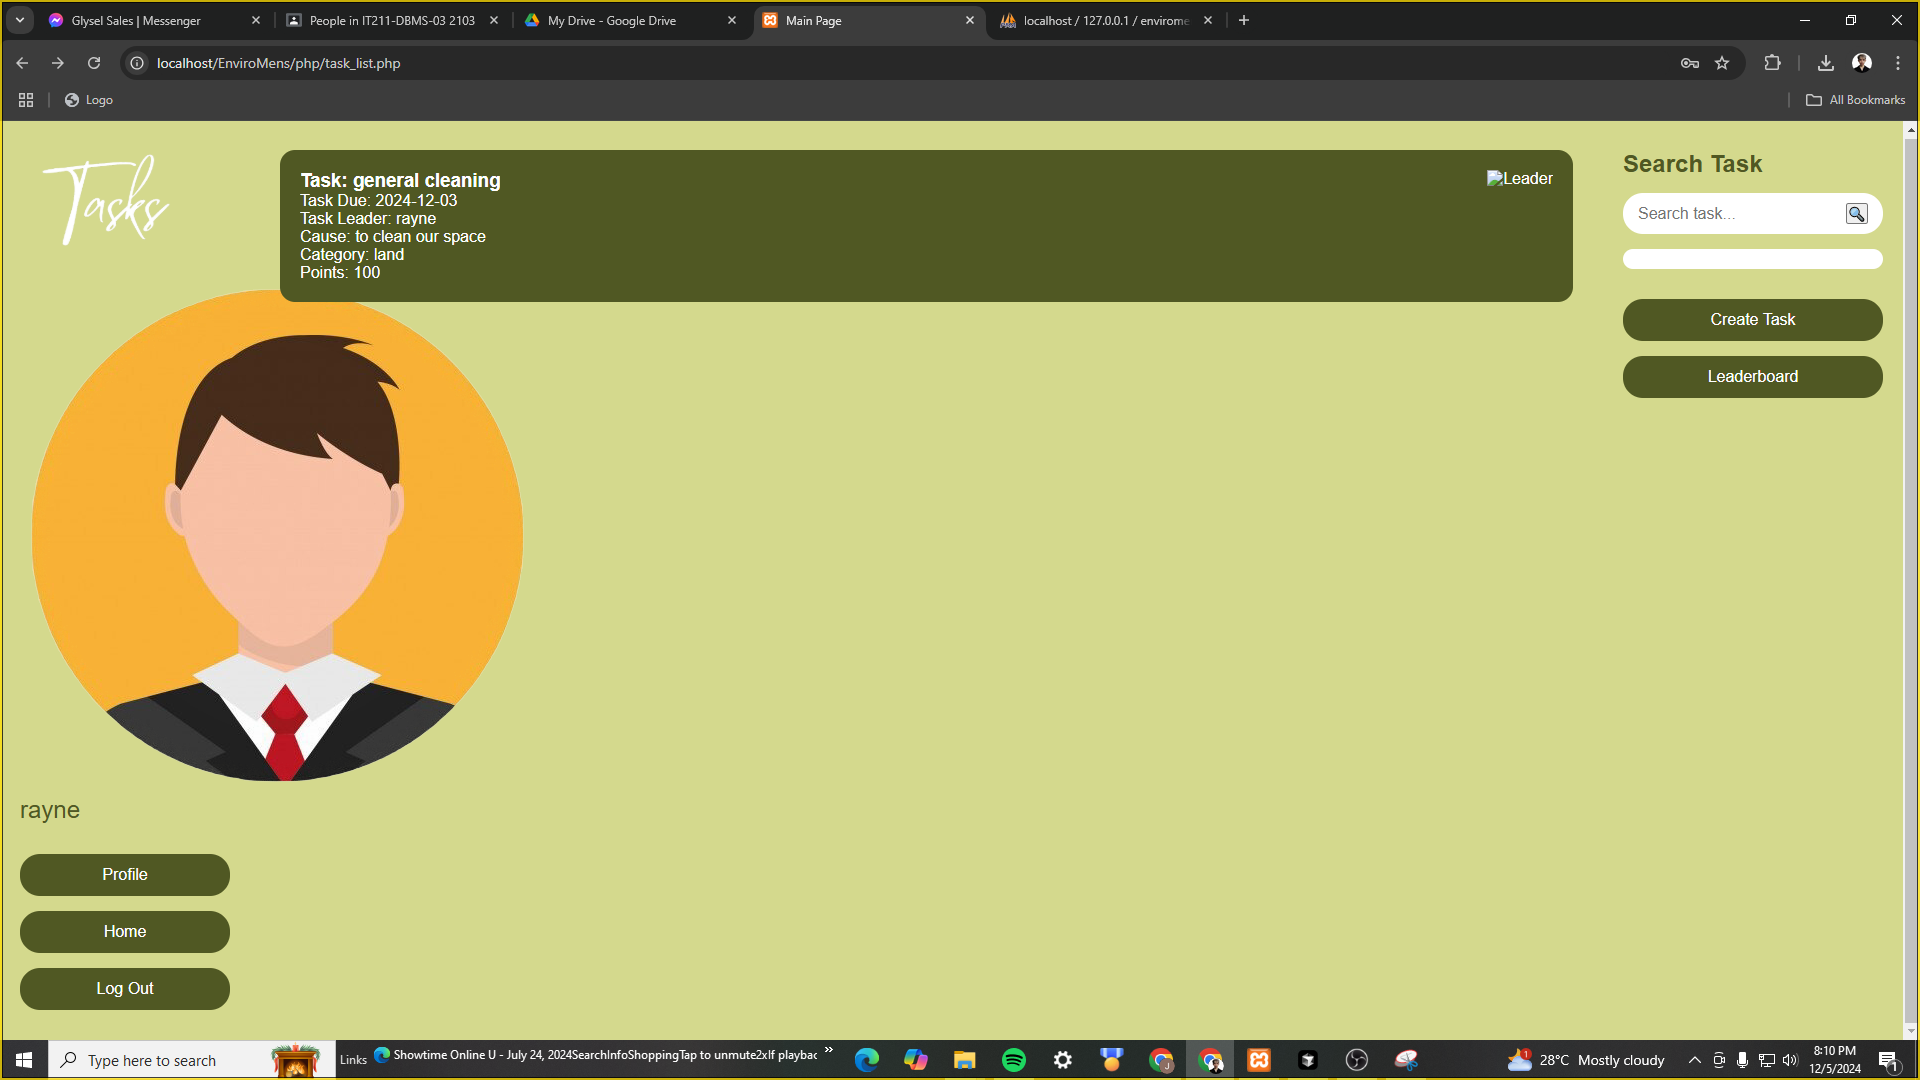 Glysel Sales | Messenger
People in IT211-DBMS-03 2103
My Drive - Google Drive
Main Page
localhost / 127.0.0.1 / envirome
localhost/EnviroMens/php/task_list.php
Logo
All Bookmarks
Tasks
Task: general cleaning
Task Due: 2024-12-03
Task Leader: rayne
Cause: to clean our space
Category: land
Points: 100
Leader
Search Task
Search task...
Create Task
Leaderboard
rayne
Profile
Home
Log Out
Type here to search
Links
Showtime Online U - July 24, 2024SearchInfoShoppingTap to unmute2xIf playbac
28°C Mostly cloudy
8:10 PM
12/5/2024